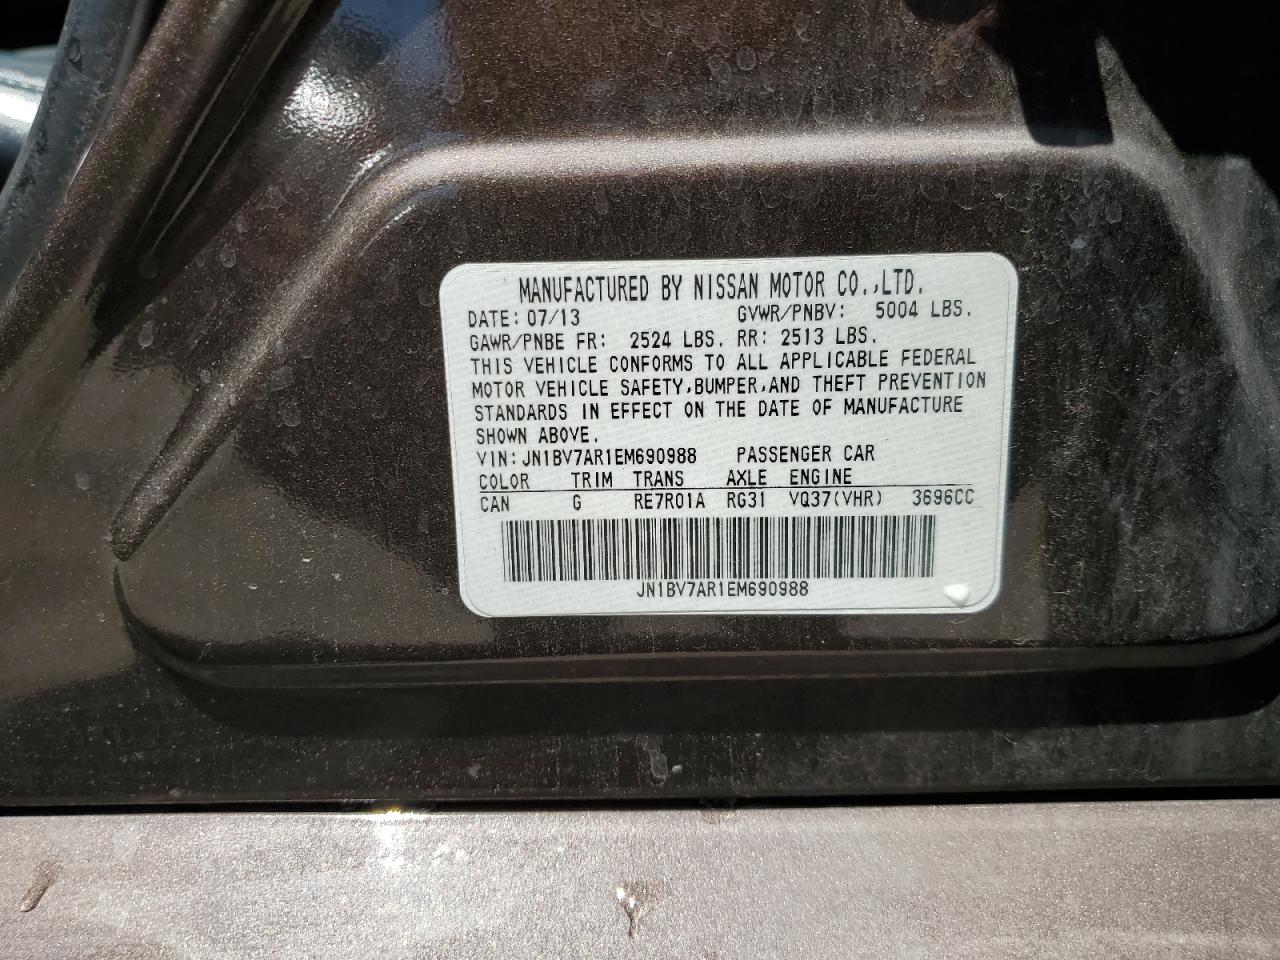 MANUFACTURED BY NISSAN MOTOR CO.,LTD.
DATE: 07/13 GVWR/PNBV: 5004 LBS.
GAWR/PNBE FR: 2524 LBS. RR: 2513 LBS.
THIS VEHICLE CONFORMS TO ALL APPLICABLE FEDERAL
MOTOR VEHICLE SAFETY,BUMPER,AND THEFT PREVENTION
STANDARDS IN EFFECT ON THE DATE OF MANUFACTURE
SHOWN ABOVE.
VIN: JN1BV7AR1EM690988 PASSENGER CAR
COLOR TRIM TRANS AXLE ENGINE
CAN G RE7R01A RG31 VQ37(VHR) 3696CC
JN1BV7AR1EM690988